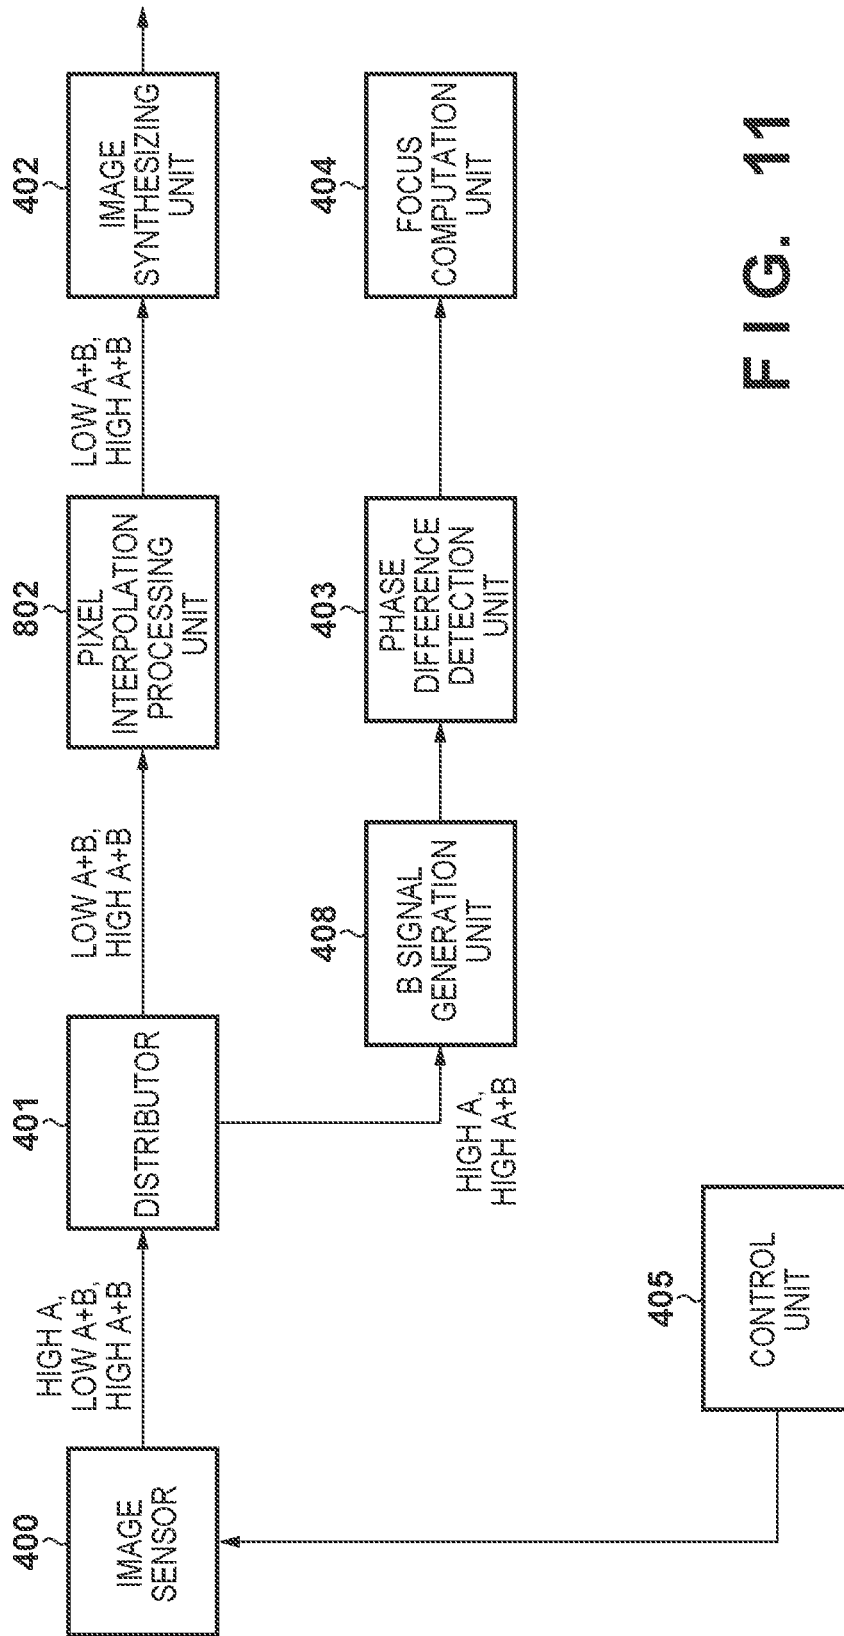 400
IMAGE
SENSOR
HIGH A,
LOW A+B,
HIGH A+B
401
DISTRIBUTOR
LOW A+B,
HIGH A+B
802
PIXEL
INTERPOLATION
PROCESSING
UNIT
LOW A+B,
HIGH A+B
402
IMAGE
SYNTHESIZING
UNIT
HIGH A,
HIGH A+B
408
B SIGNAL
GENERATION
UNIT
403
PHASE
DIFFERENCE
DETECTION
UNIT
404
FOCUS
COMPUTATION
UNIT
405
CONTROL
UNIT
FIG. 11